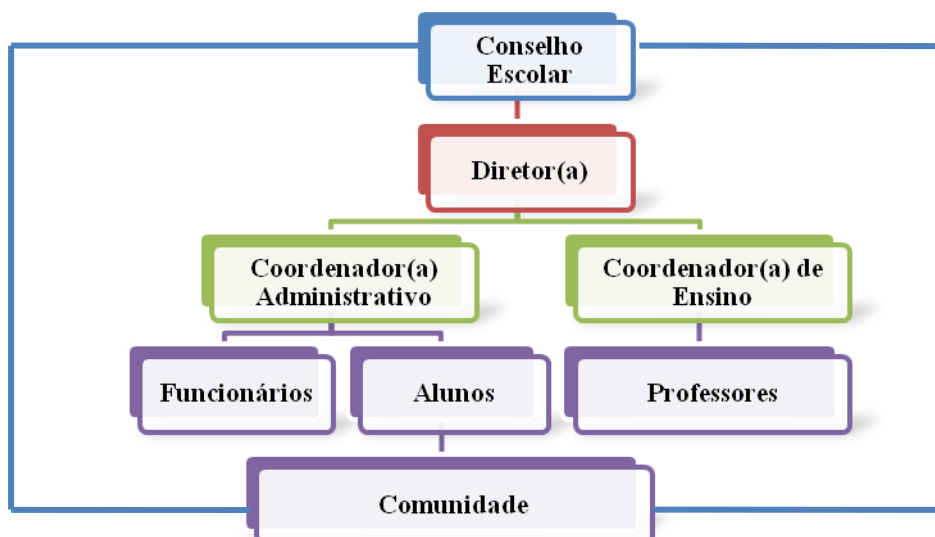 Conselho
Escolar
Diretor(a)
Coordenador(a)
Administrativo
Coordenador(a) de
Ensino
Funcionários
Alunos
Professores
Comunidade